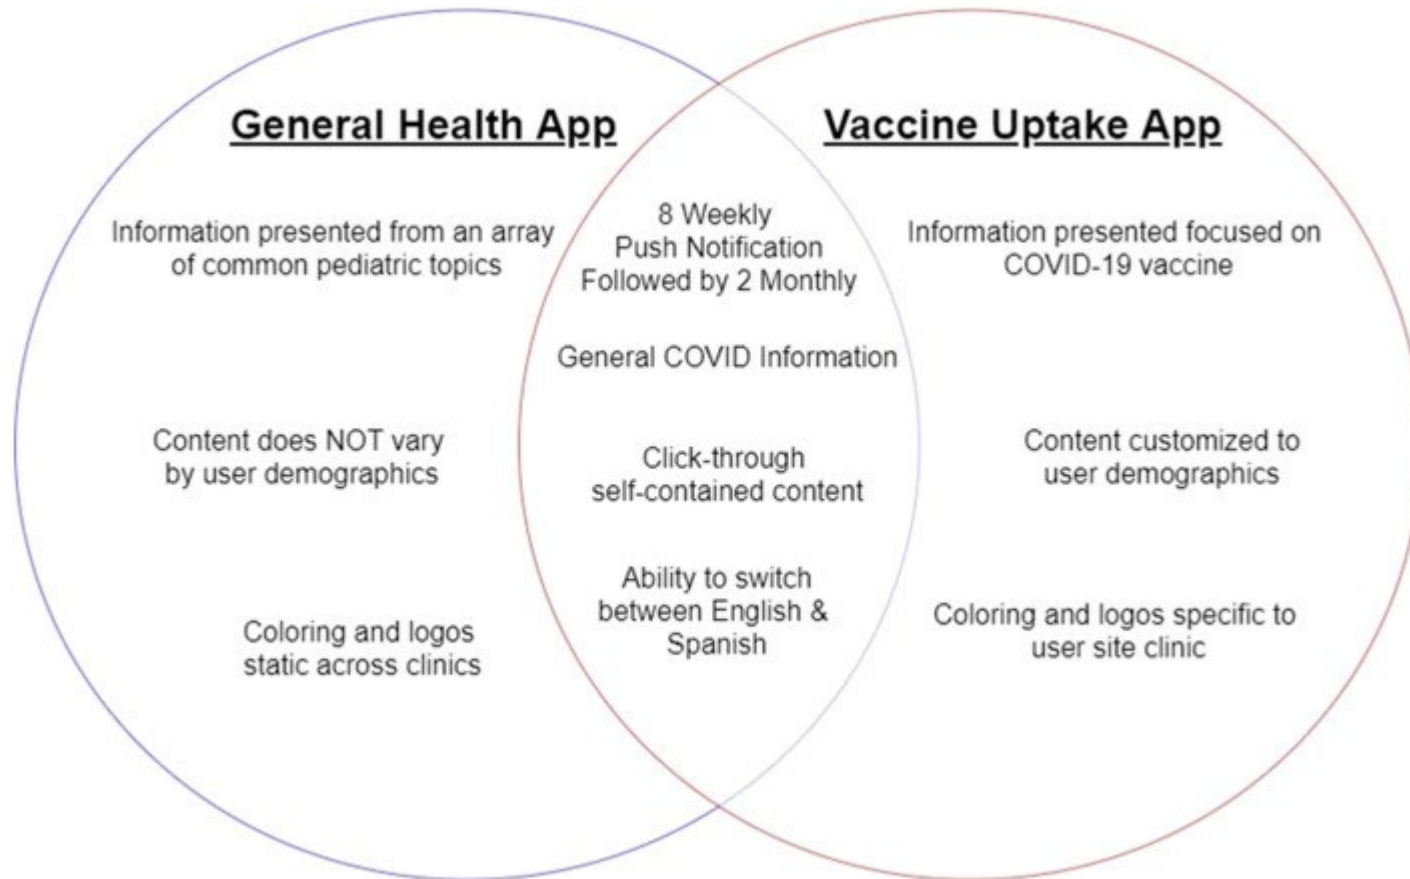 General Health App
Information presented from an array
of common pediatric topics
Content does NOT vary
by user demographics
Coloring and logos
static across clinics
8 Weekly
Push Notification
Followed by 2 Monthly
General COVID Information
Click-through
self-contained content
Ability to switch
between English &
Spanish
Vaccine Uptake App
Information presented focused on
COVID-19 vaccine
Content customized to
user demographics
Coloring and logos specific to
user site clinic